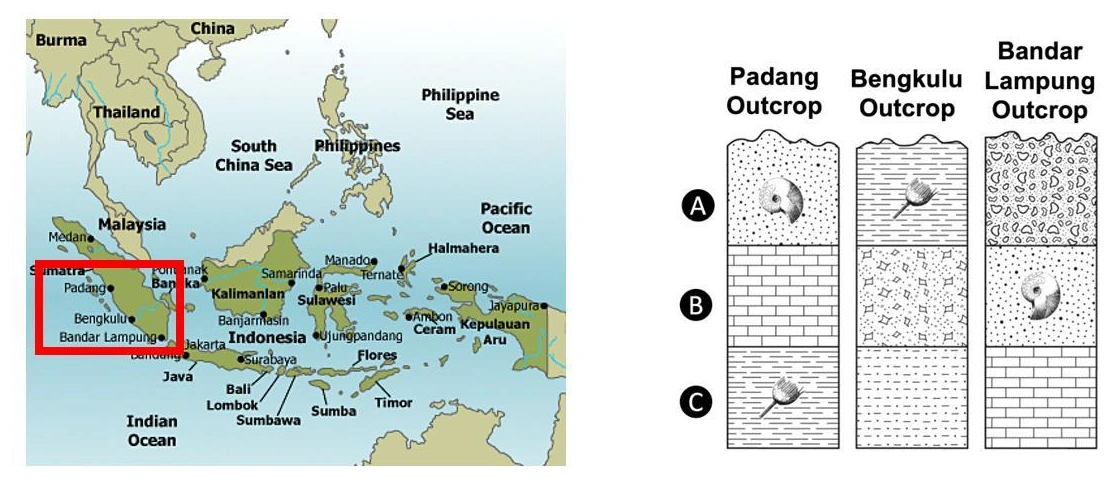 China
Burma
Philippine
Sea
Thailand
South
China Sea
Philippines
Pacific
Ocean
Malaysia
Medan
Halmahera
Sumatra
Pontianak
Bangka
Manado
Ternate
Samarinda
Padang
Kalimanlan
Palu
Sulawesi
Sorong
Jayapura
Bengkulu
Banjarmasin
Ambon
Ceram
Kepulauan
Aru
Bandar Lampung
Indonesia
Ujungpandang
Jakarta
Bandung
Surabaya
Flores
Java
Bali
Lombok
Sumbawa
Sumba
Timor
Indian
Ocean
Padang
Outcrop
Bengkulu
Outcrop
Bandar
Lampung
Outcrop
A
B
C